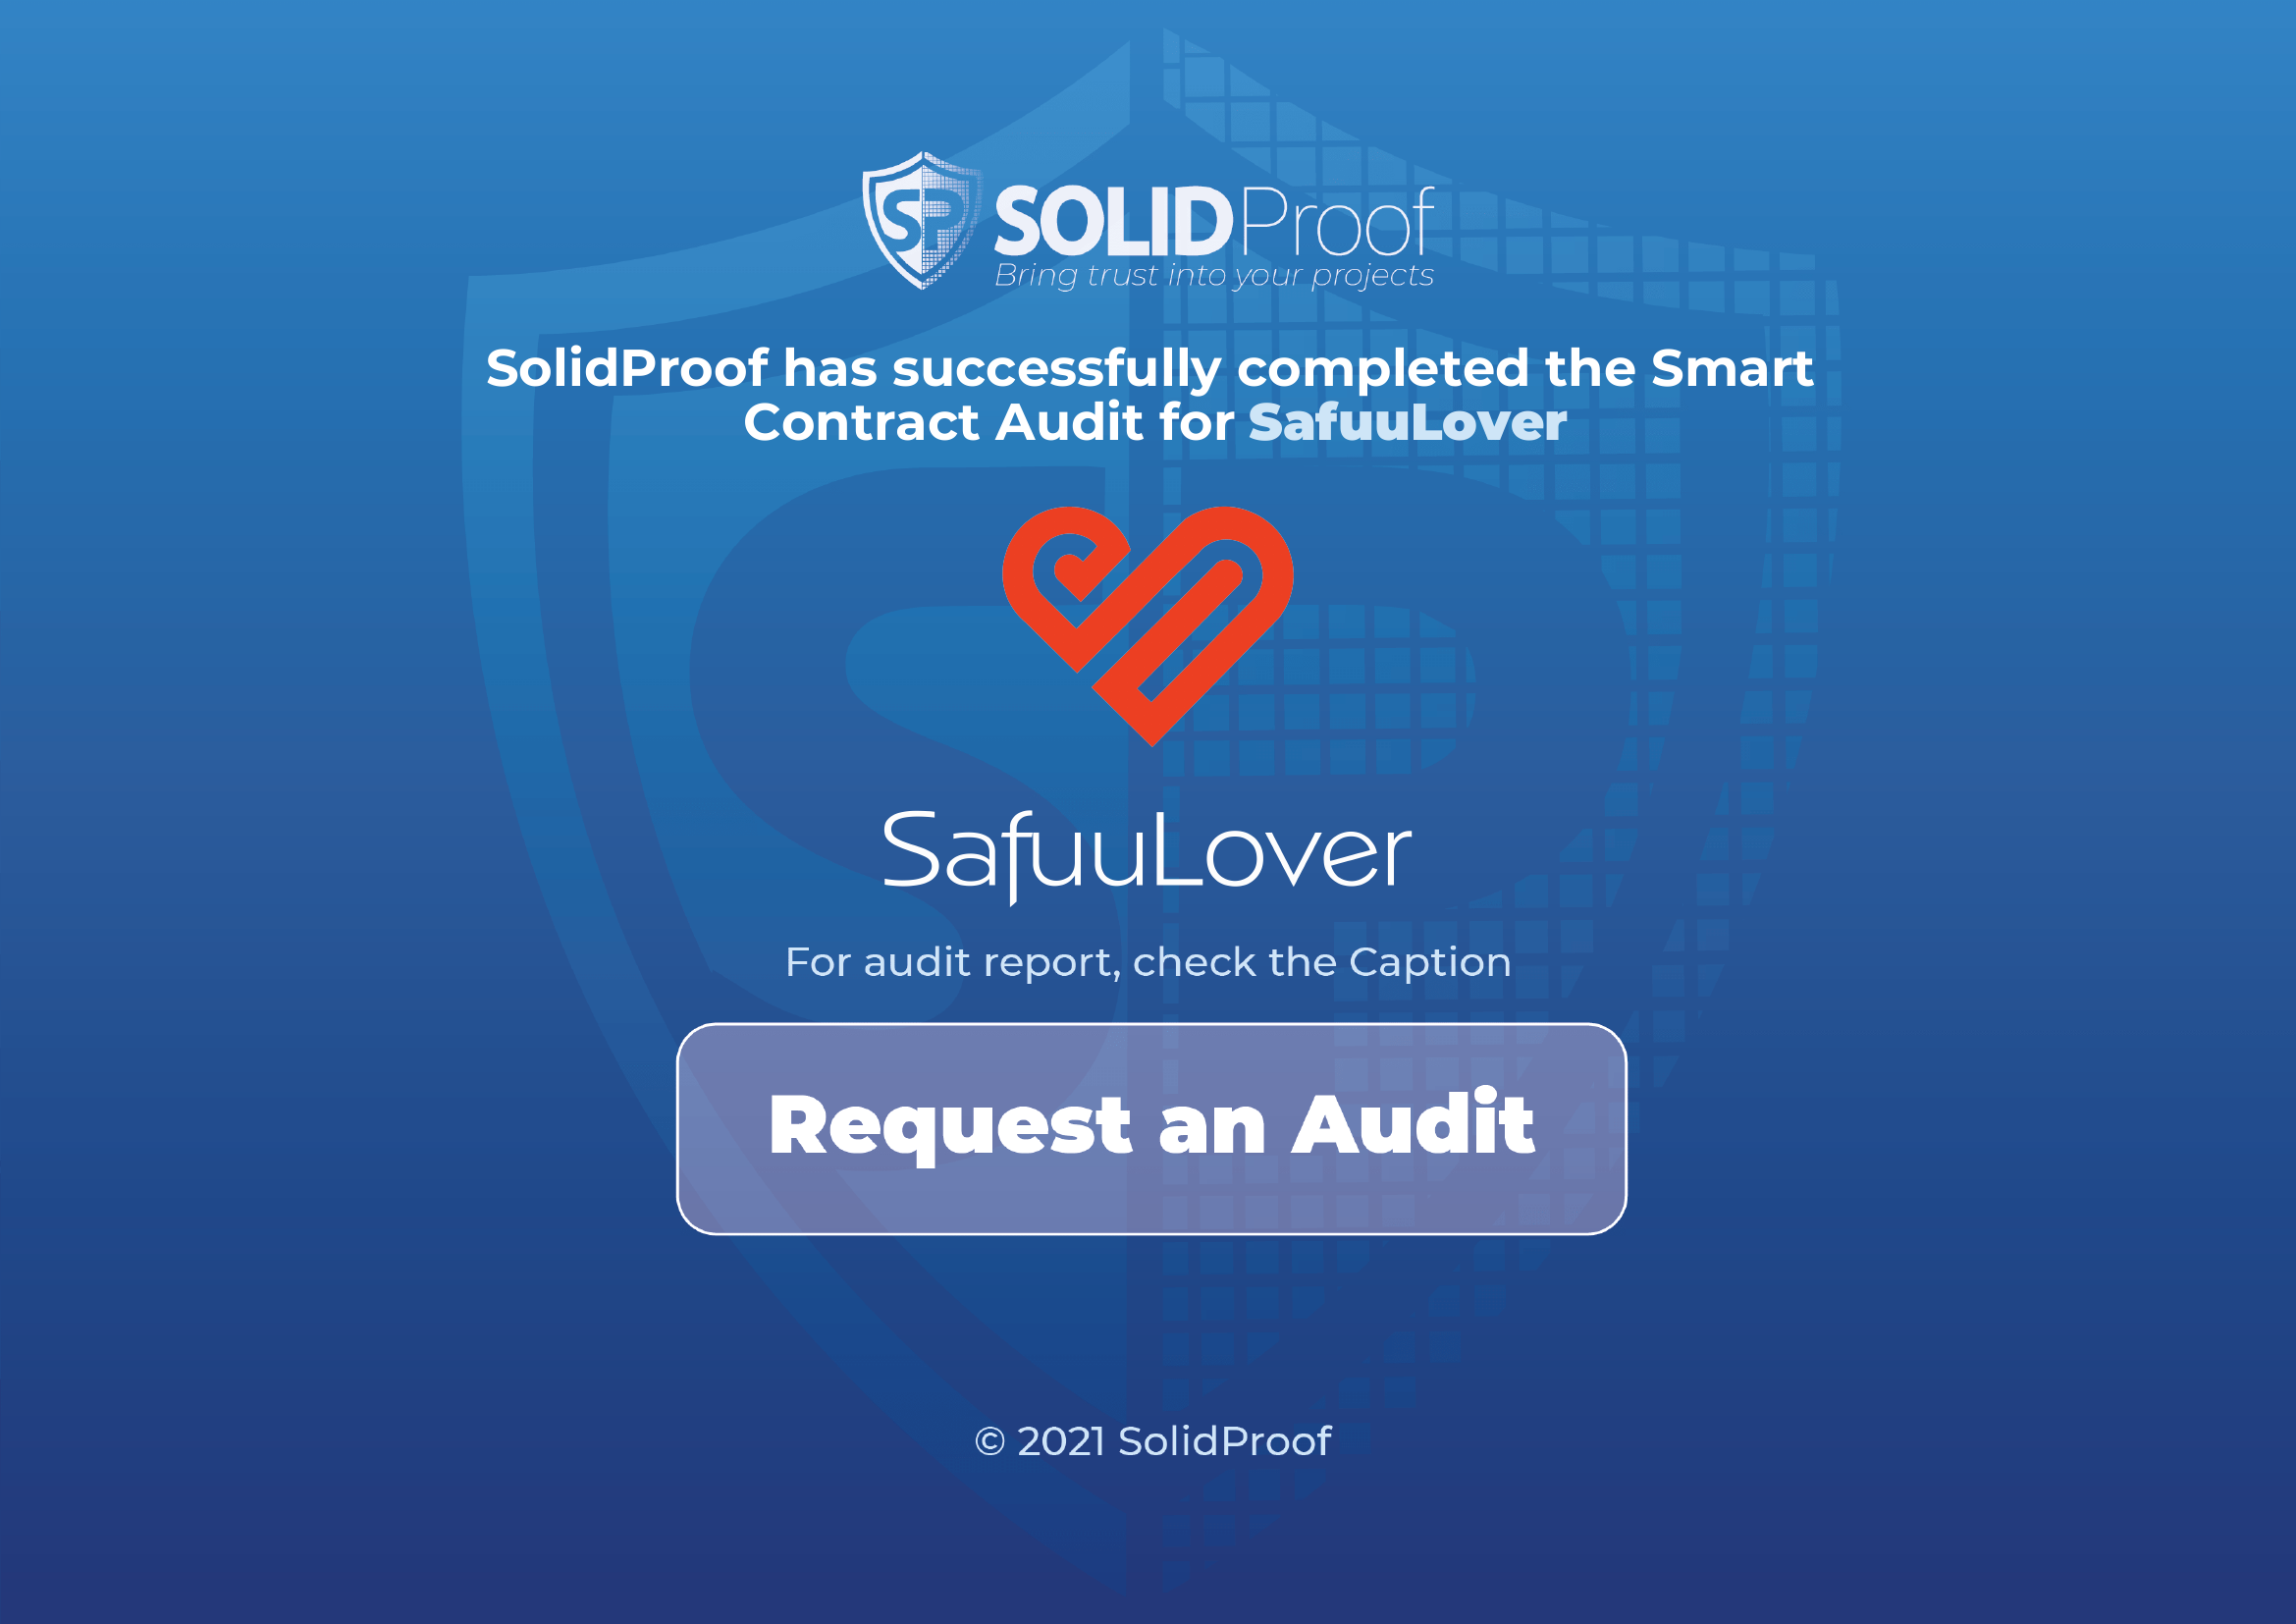 SP SOLIDProof
Bring trust into your projects
SolidProof has successfully completed the Smart
Contract Audit for SafuuLover
SafuuLover
For audit report, check the Caption
Request an Audit
© 2021 SolidProof